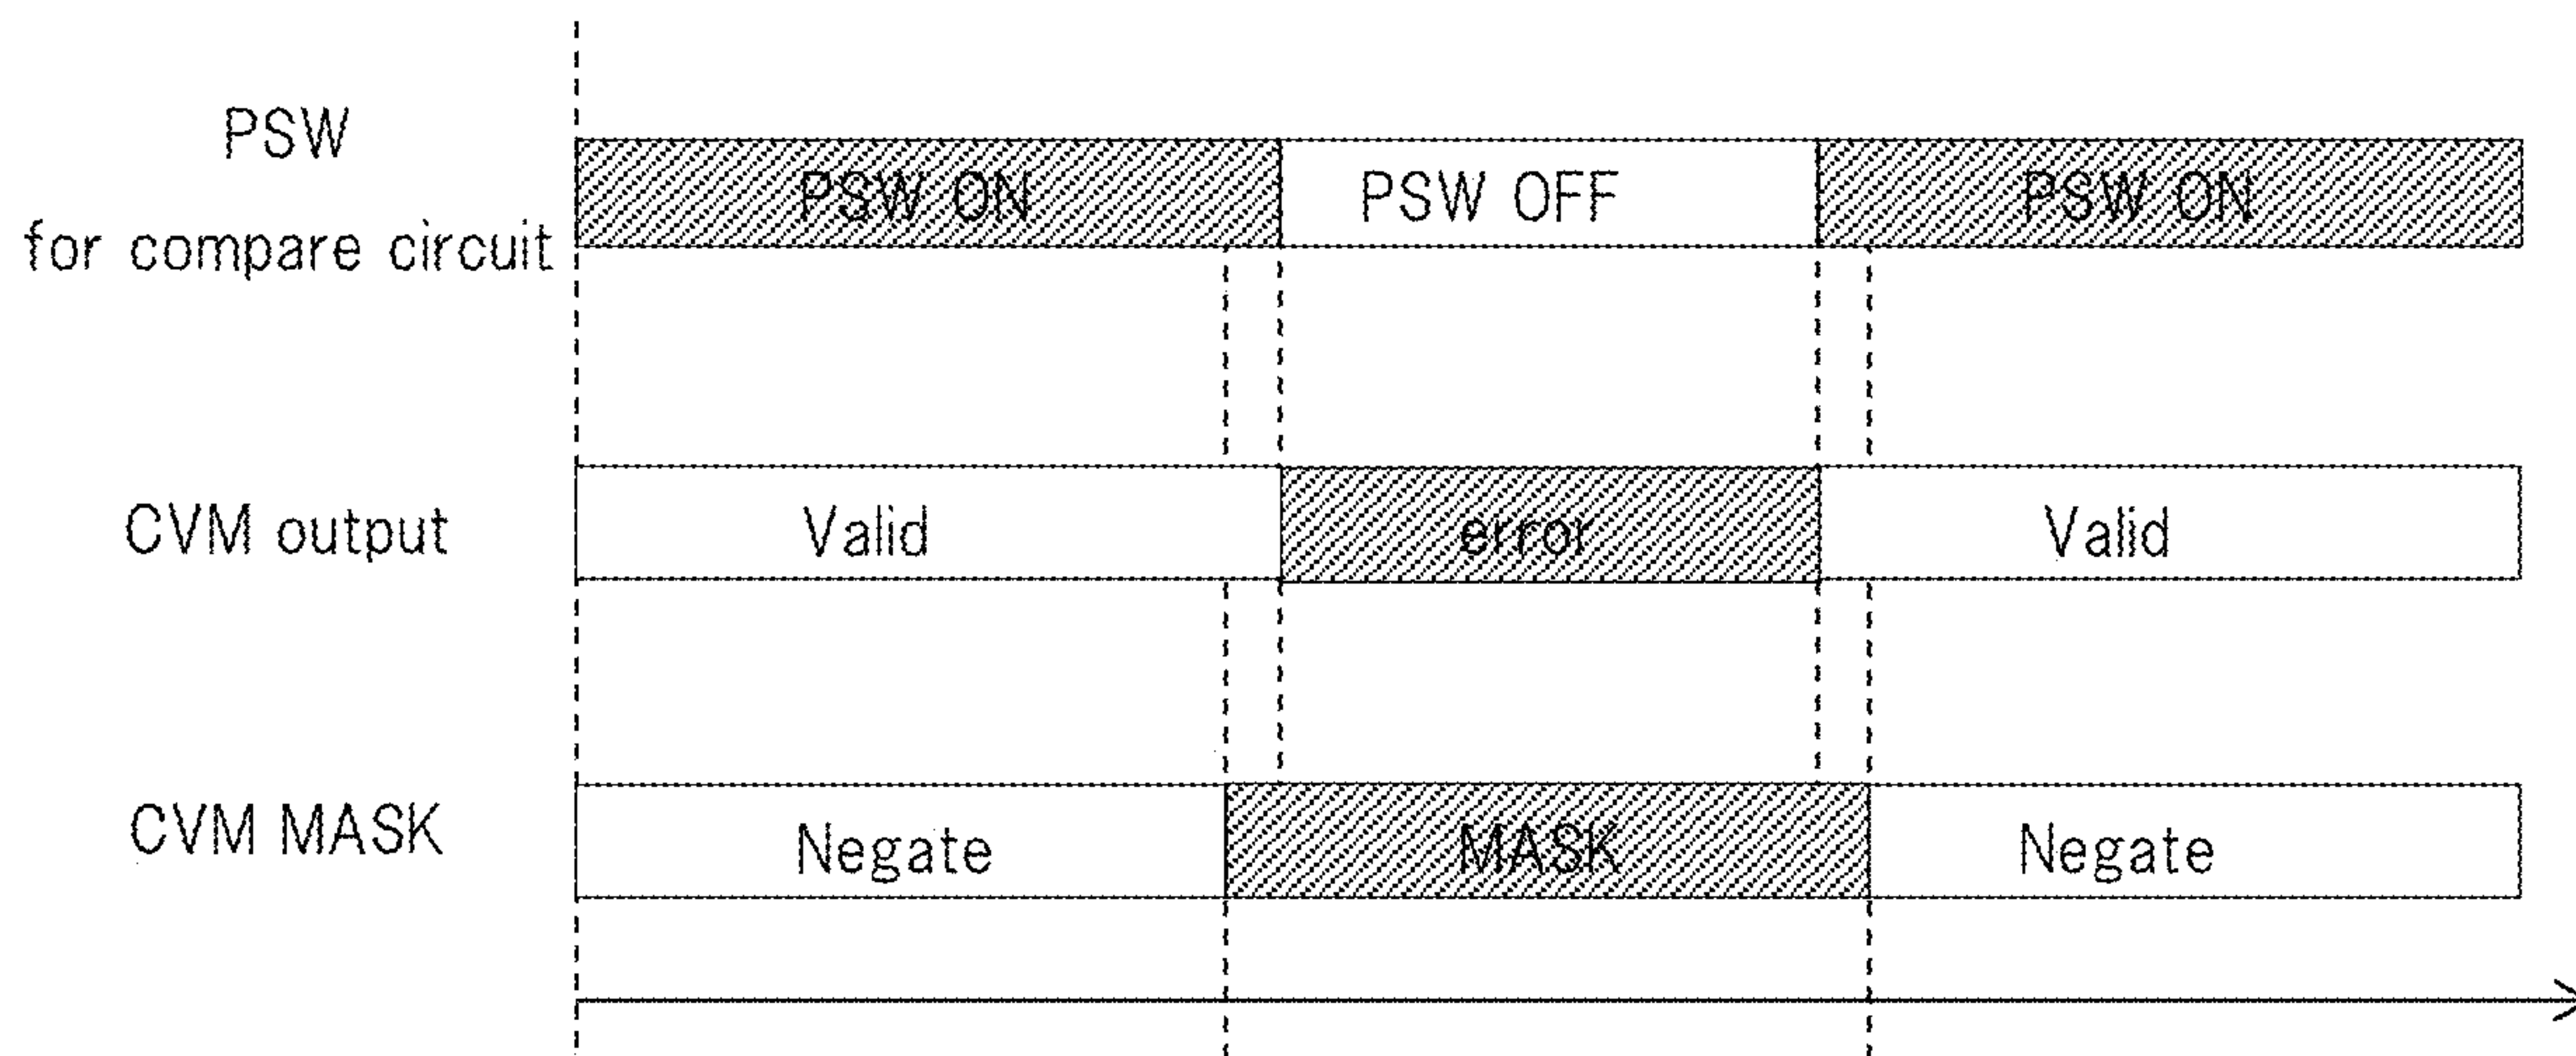 PSW
for compare circuit
PSW ON
PSW OFF
PSW ON
CVM output
Valid
error
Valid
CVM MASK
Negate
MASK
Negate